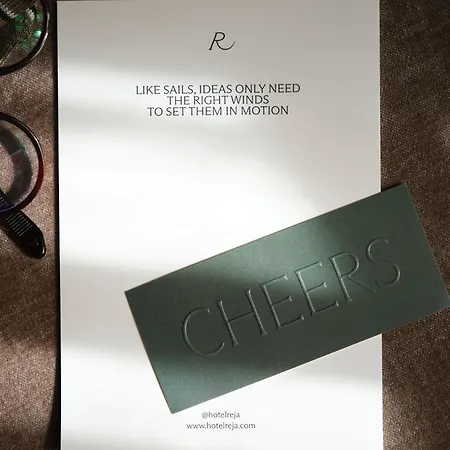 R
LIKE SAILS, IDEAS ONLY NEED
THE RIGHT WINDS
TO SET THEM IN MOTION
CHEERS
@hotelreja
www.hotelreja.com